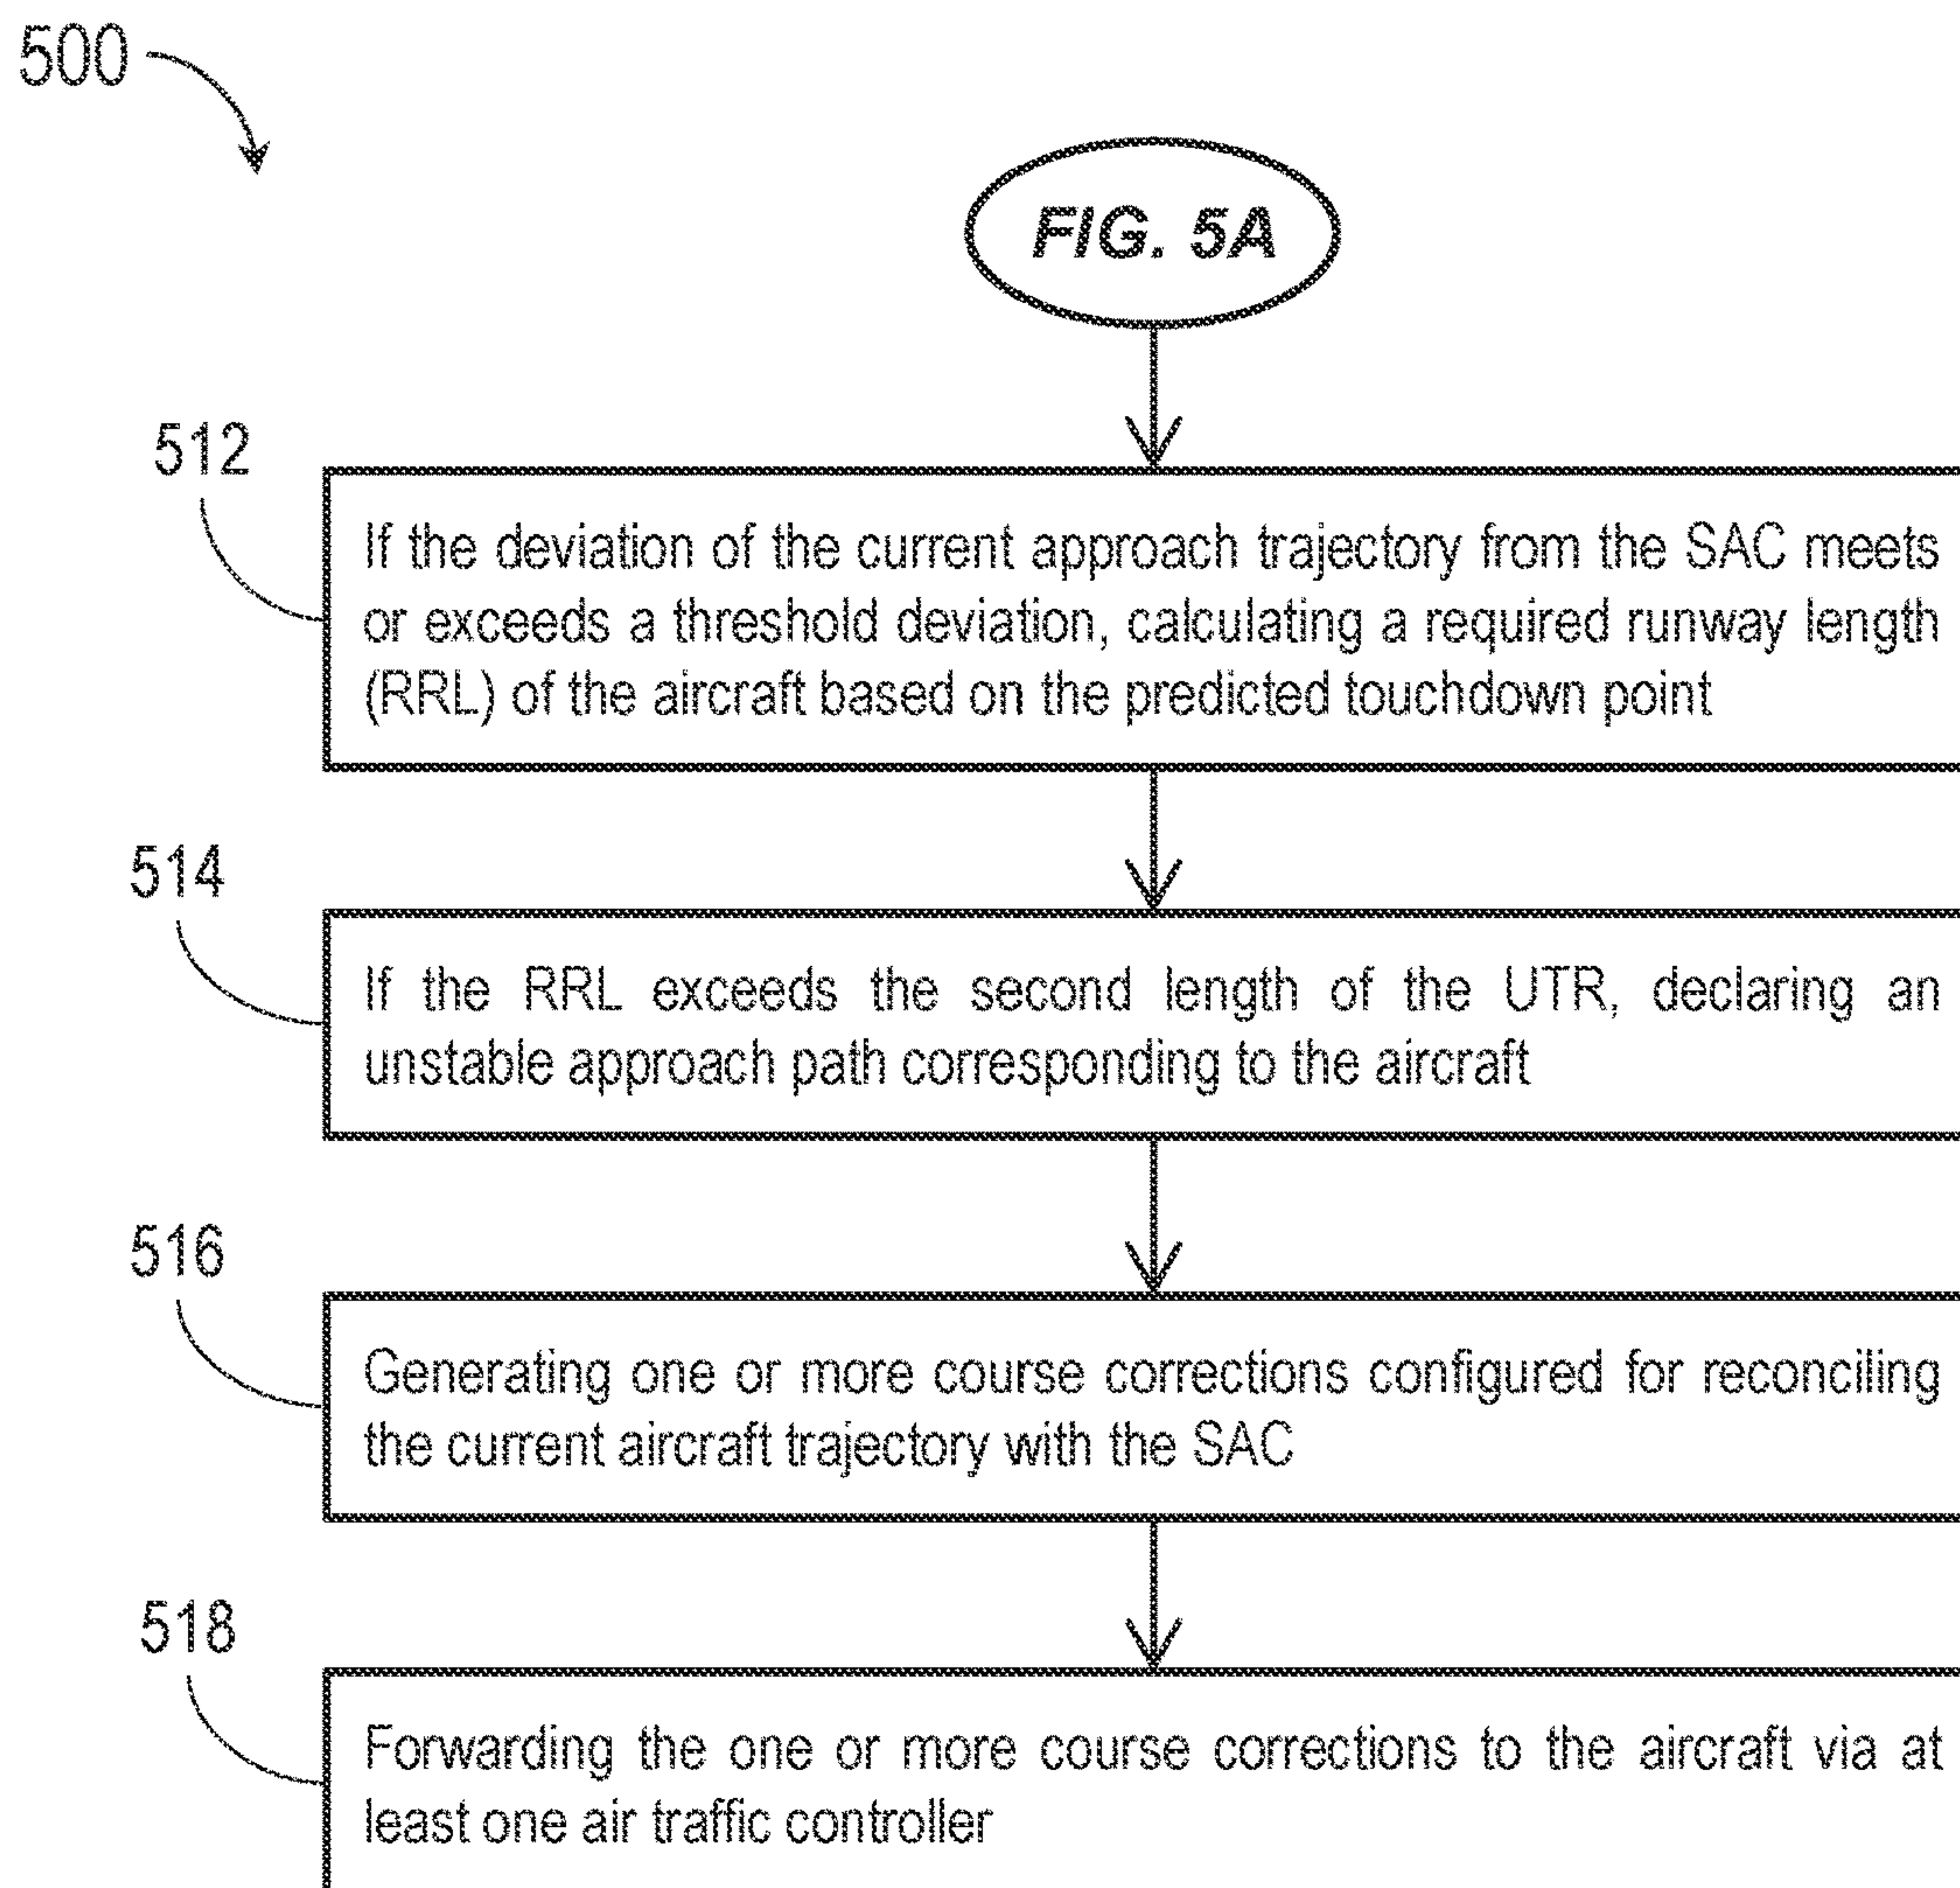 500
FIG. 5A
512
If the deviation of the current approach trajectory from the SAC meets
or exceeds a threshold deviation, calculating a required runway length
(RRL) of the aircraft based on the predicted touchdown point
514
If the RRL exceeds the second length of the UTR, declaring an
unstable approach path corresponding to the aircraft
516
Generating one or more course corrections configured for reconciling
the current aircraft trajectory with the SAC
518
Forwarding the one or more course corrections to the aircraft via at
least one air traffic controller